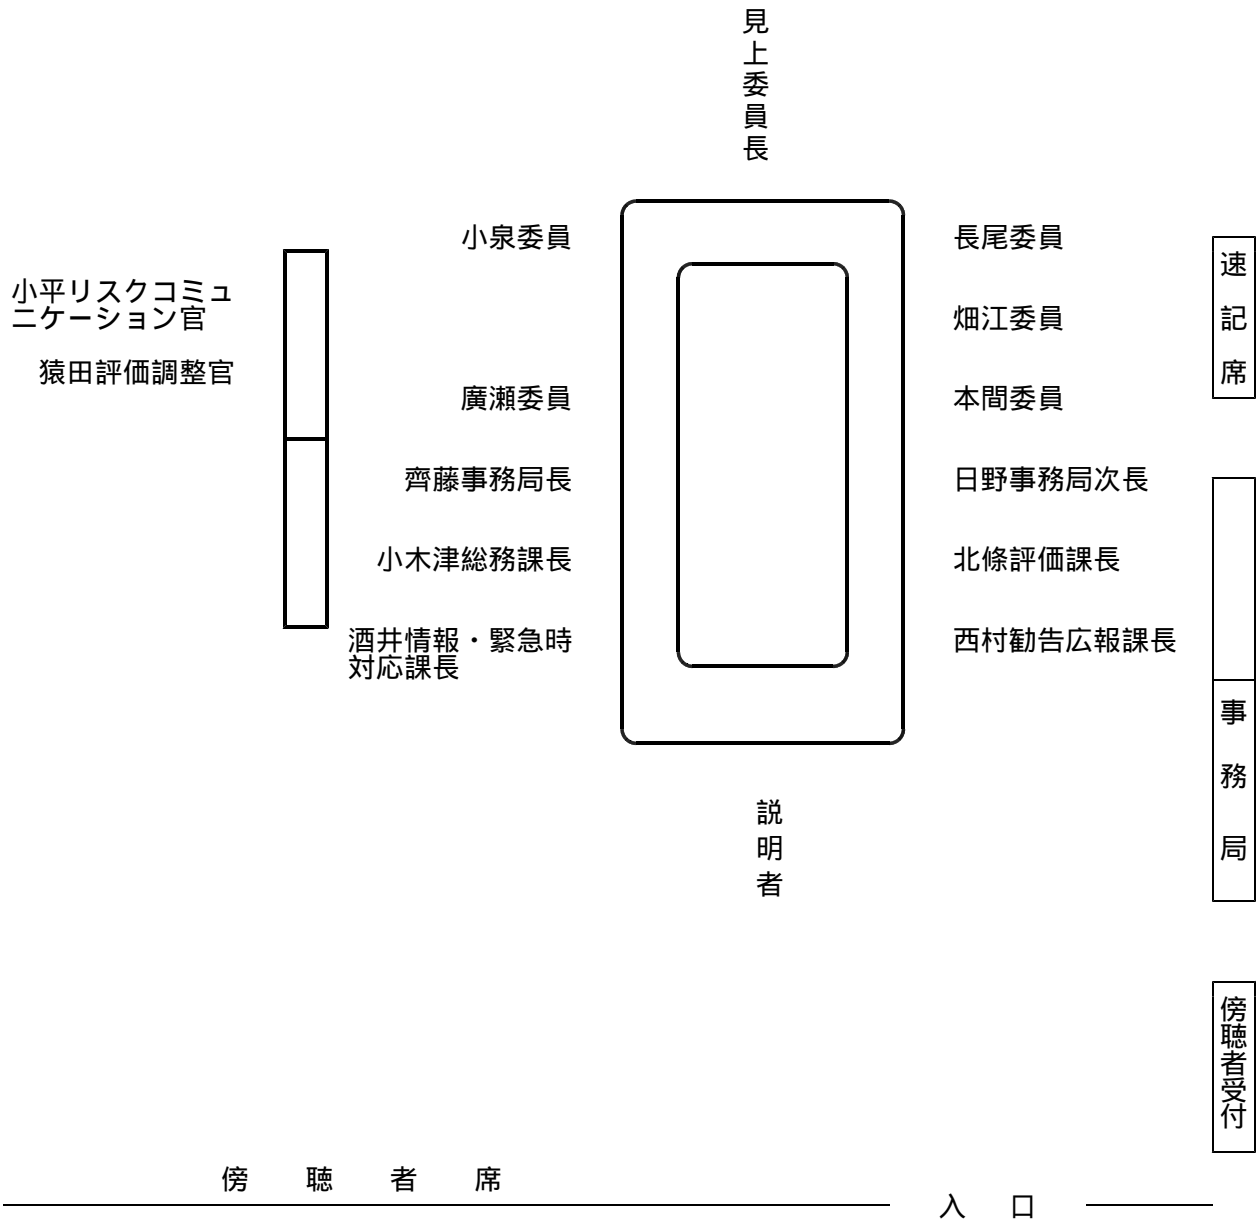 見上委員長
小泉委員
長尾委員
速記席
小平リスクコミュ
ニケーション官
畑江委員
猿田評価調整官
廣瀬委員
本間委員
齊藤事務局長
日野事務局次長
小木津総務課長
北條評価課長
酒井情報・緊急時
対応課長
西村勧告広報課長
事務局
説明者
傍聴者受付
傍聴者席
入口